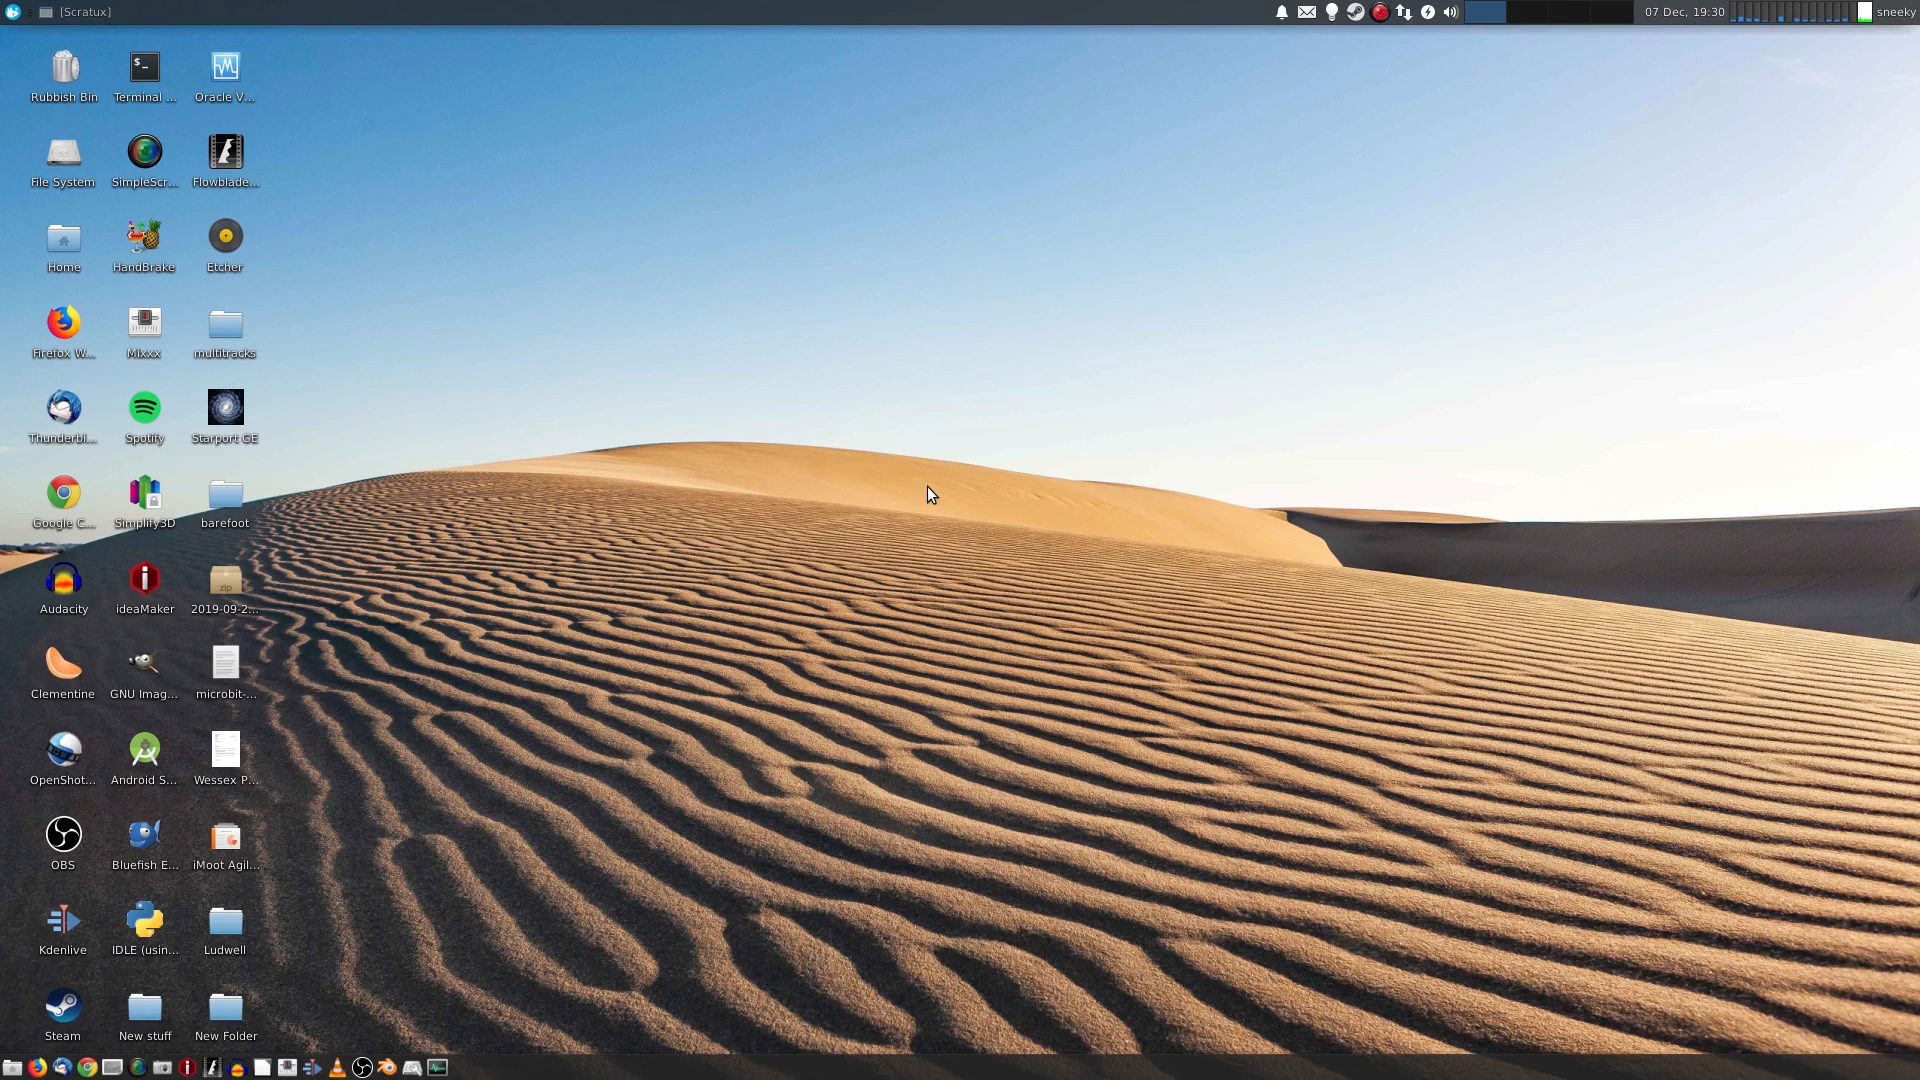 [Scratux]
07 Dec, 19:30
sneeky
Rubbish Bin
Terminal ...
Oracle V...
File System
SimpleScr...
Flowblade...
Home
HandBrake
Etcher
Firefox W...
Mixxx
multitracks
Thunderbi...
Spotify
Starport GE
Google C...
Simplify3D
barefoot
Audacity
ideaMaker
zip
2019-09-2...
Clementine
GNU Imag...
microbit-...
OpenShot...
Android S...
Wessex P...
OBS
Bluefish E...
iMoot Agil...
Kdenlive
IDLE (usin...
Ludwell
Steam
New stuff
New Folder